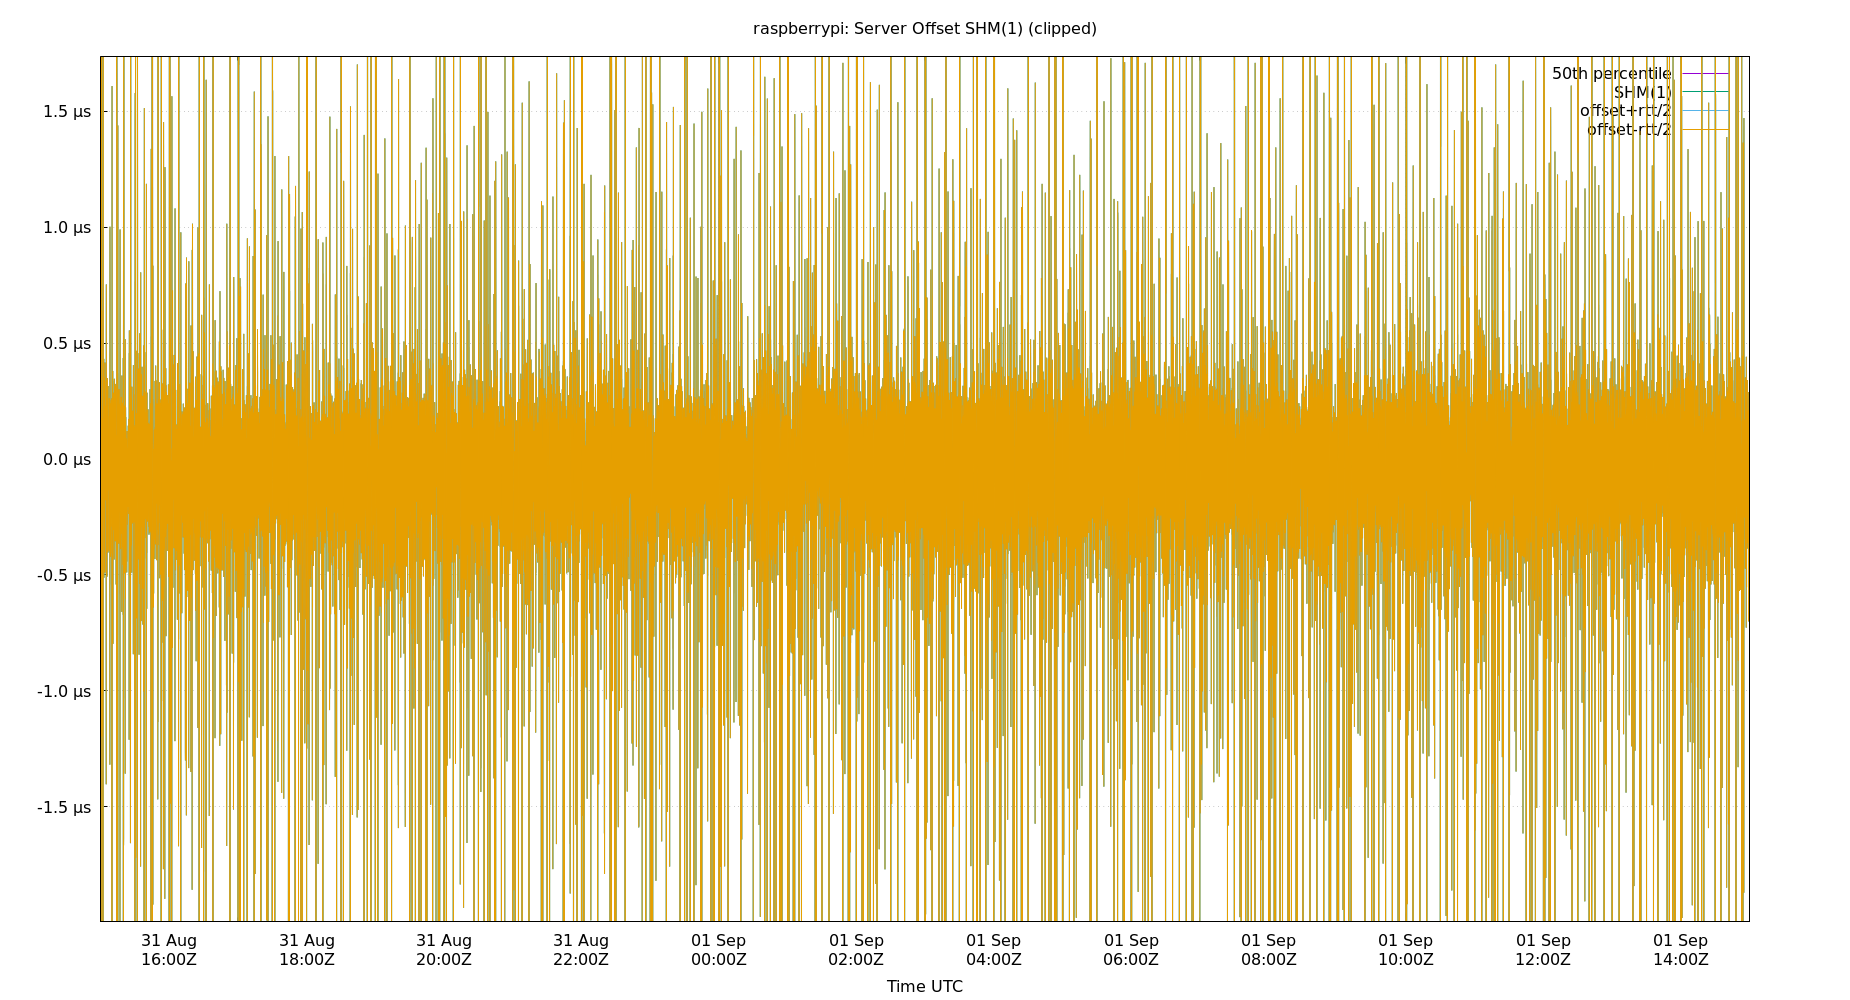 raspberrypi: Server Offset SHM(1) (clipped)
50th percentile
SHM(1)
offset+rtt/2
offset-rtt/2
1.5 µs
1.0 µs
0.5 µs
0.0 µs
-0.5 µs
-1.0 µs
-1.5 µs
31 Aug 31 Aug 31 Aug 31 Aug 01 Sep 01 Sep 01 Sep 01 Sep 01 Sep 01 Sep 01 Sep 01 Sep
16:00Z 18:00Z 20:00Z 22:00Z 00:00Z 02:00Z 04:00Z 06:00Z 08:00Z 10:00Z 12:00Z 14:00Z
Time UTC